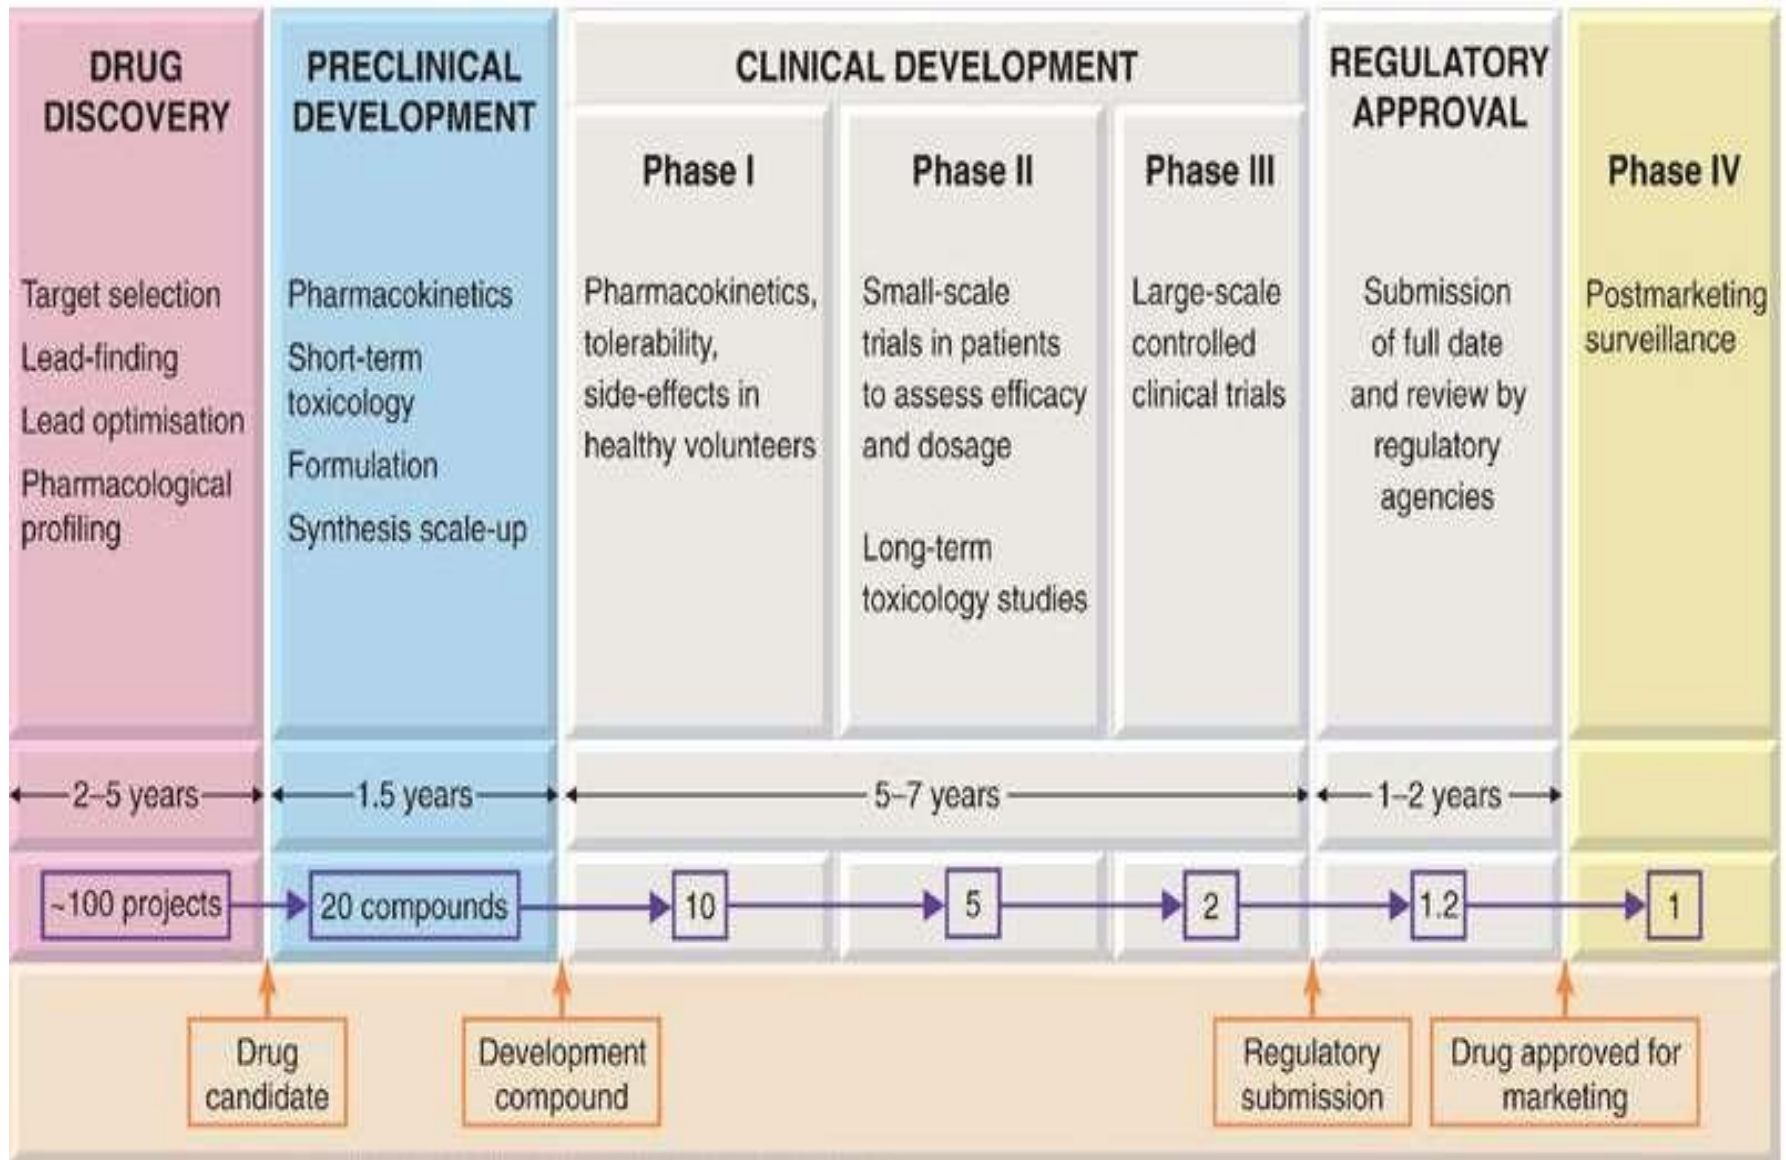 DRUG
DISCOVERY
Target selection
Lead-finding
Lead optimisation
Pharmacological
profiling
PRECLINICAL
DEVELOPMENT
Pharmacokinetics
Short-term
toxicology
Formulation
Synthesis scale-up
CLINICAL DEVELOPMENT
Phase I
Pharmacokinetics,
tolerability,
side-effects in
healthy volunteers
Phase II
Small-scale
trials in patients
to assess efficacy
and dosage
Long-term
toxicology studies
Phase III
Large-scale
controlled
clinical trials
REGULATORY
APPROVAL
Submission
of full date
and review by
regulatory
agencies
Phase IV
Postmarketing
surveillance
2–5 years
1.5 years
5–7 years
1–2 years
~100 projects
20 compounds
10
5
2
1.2
1
Drug
candidate
Development
compound
Regulatory
submission
Drug approved for
marketing